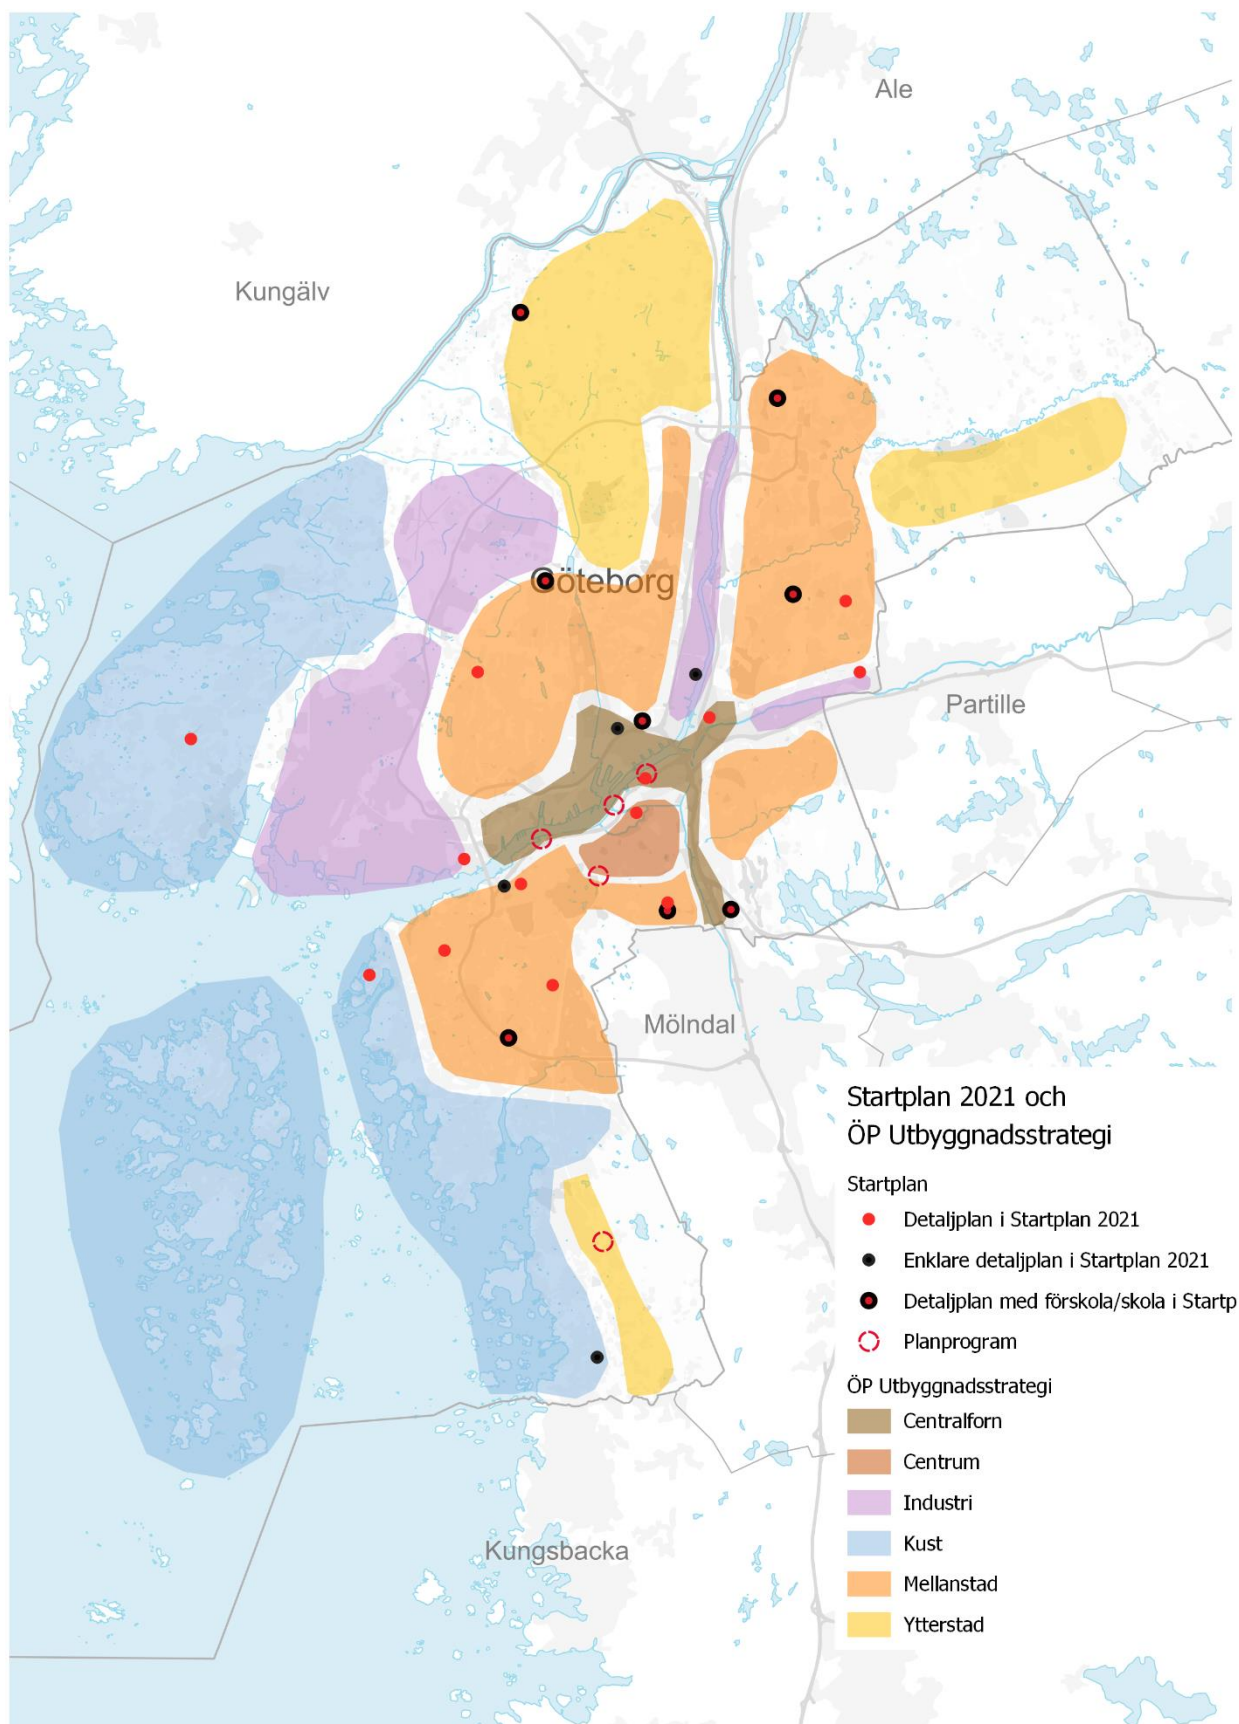 Ale
Kungälv
Göteborg
Partille
Mölndal
Kungsbacka
Startplan 2021 och
ÖP Utbyggnadsstrategi
Startplan
Detaljplan i Startplan 2021
Enklare detaljplan i Startplan 2021
Detaljplan med förskola/skola i Startp
Planprogram
ÖP Utbyggnadsstrategi
Centralforn
Centrum
Industri
Kust
Mellanstad
Ytterstad